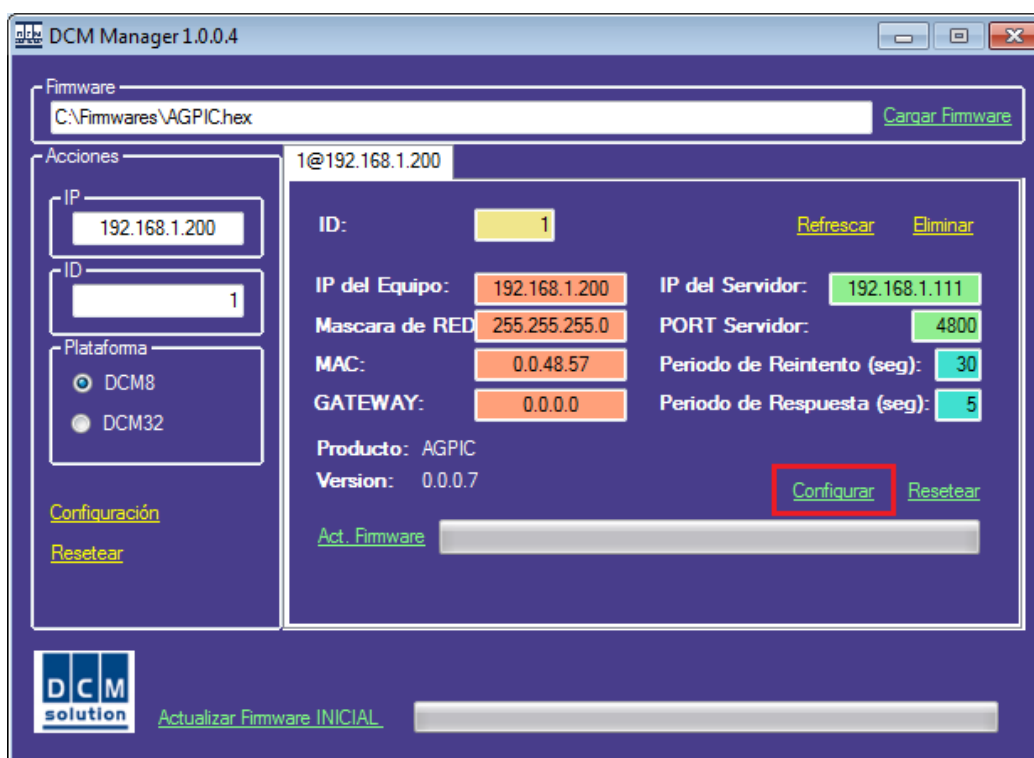 DCM Manager 1.0.0.4
Firmware
C:\Firmwares\AGPIC.hex
Cargar Firmware
Acciones
IP
192.168.1.200
ID
1
Plataforma
DCM8
DCM32
Configuración
Resetear
1@192.168.1.200
ID: 1 Refrescar Eliminar
IP del Equipo: 192.168.1.200 IP del Servidor: 192.168.1.111
Mascara de RED 255.255.255.0 PORT Servidor: 4800
MAC: 0.0.48.57 Periodo de Reintento (seg): 30
GATEWAY: 0.0.0.0 Periodo de Respuesta (seg): 5
Producto: AGPIC
Version: 0.0.0.7
Configurar Resetear
Act. Firmware
DCM
solution
Actualizar Firmware INICIAL